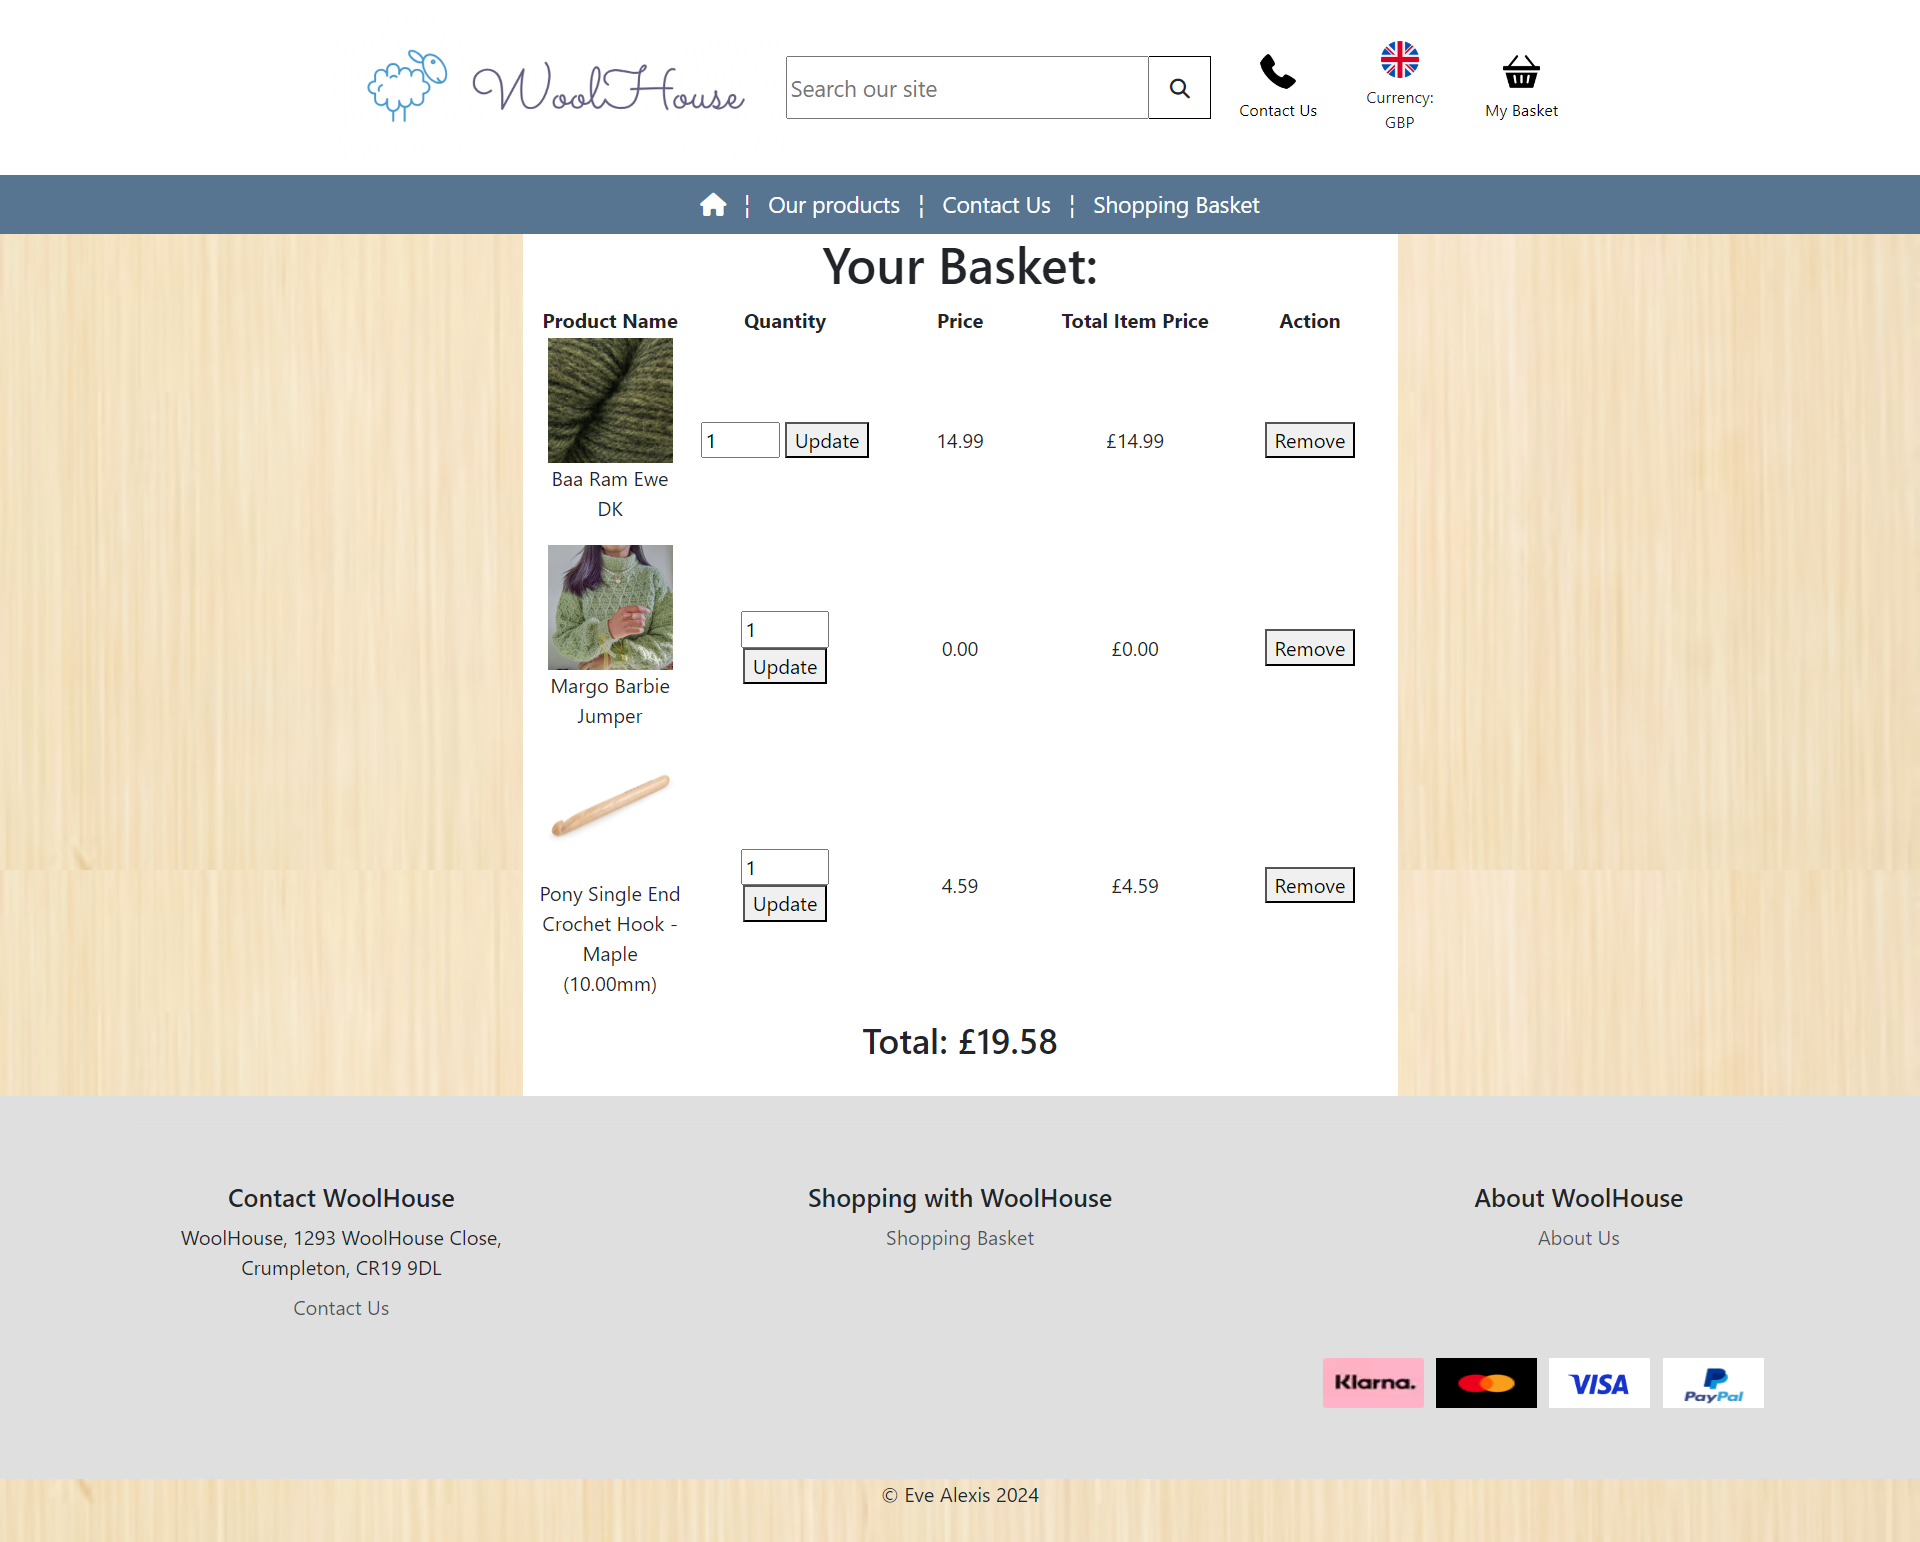 WoolHouse
Search our site
Contact Us
Currency:
GBP
My Basket
¦ Our products ¦ Contact Us ¦ Shopping Basket
Your Basket:
Product Name Quantity Price Total Item Price Action
1 Update 14.99 £14.99 Remove
Baa Ram Ewe
DK
1
Update
0.00 £0.00 Remove
Margo Barbie
Jumper
1
Update
4.59 £4.59 Remove
Pony Single End
Crochet Hook -
Maple
(10.00mm)
Total: £19.58
Contact WoolHouse
WoolHouse, 1293 WoolHouse Close,
Crumpleton, CR19 9DL
Contact Us
Shopping with WoolHouse
Shopping Basket
About WoolHouse
About Us
Klarna. VISA PayPal
© Eve Alexis 2024